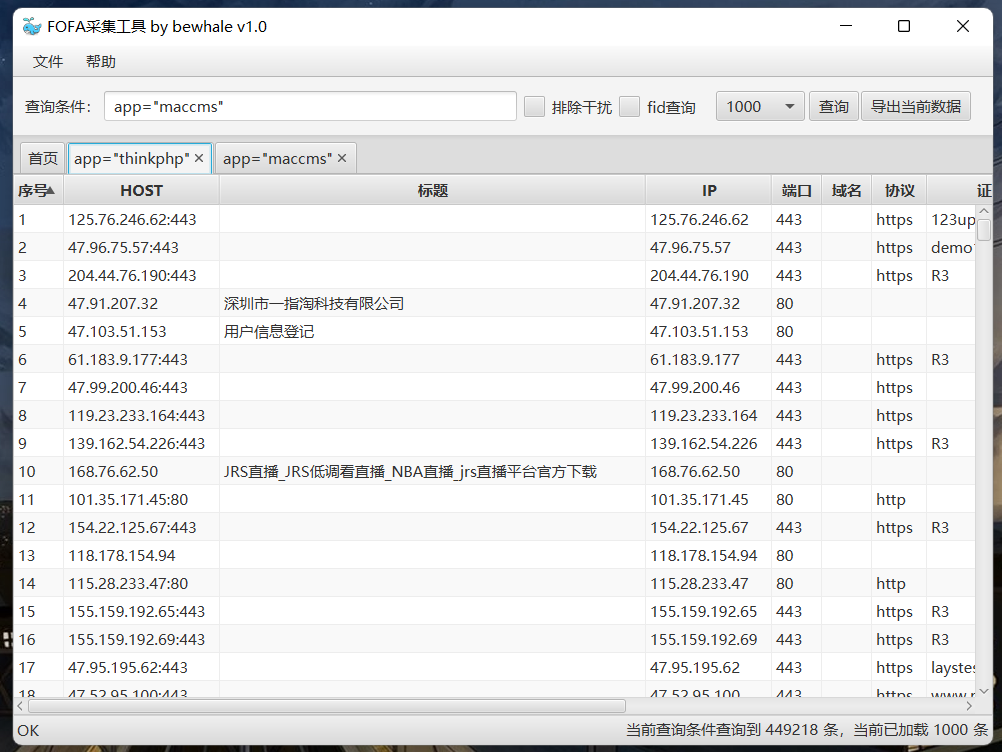 FOFA采集工具 by bewhale v1.0
文件 帮助
查询条件: app="maccms" 排除干扰 fid查询 1000 查询 导出当前数据
首页 app="thinkphp" × app="maccms" ×
序号 HOST 标题 IP 端口 域名 协议 证
1 125.76.246.62:443 125.76.246.62 443 https 123up
2 47.96.75.57:443 47.96.75.57 443 https demo
3 204.44.76.190:443 204.44.76.190 443 https R3
4 47.91.207.32 深圳市一指淘科技有限公司 47.91.207.32 80
5 47.103.51.153 用户信息登记 47.103.51.153 80
6 61.183.9.177:443 61.183.9.177 443 https R3
7 47.99.200.46:443 47.99.200.46 443 https
8 119.23.233.164:443 119.23.233.164 443 https
9 139.162.54.226:443 139.162.54.226 443 https R3
10 168.76.62.50 JRS直播_JRS低调看直播_NBA直播_jrs直播平台官方下载 168.76.62.50 80
11 101.35.171.45:80 101.35.171.45 80 http
12 154.22.125.67:443 154.22.125.67 443 https R3
13 118.178.154.94 118.178.154.94 80
14 115.28.233.47:80 115.28.233.47 80 http
15 155.159.192.65:443 155.159.192.65 443 https R3
16 155.159.192.69:443 155.159.192.69 443 https R3
17 47.95.195.62:443 47.95.195.62 443 https layste
18 47.52.95.100:443 47.52.95.100 443 https www.
OK 当前查询条件查询到 449218 条，当前已加载 1000 条